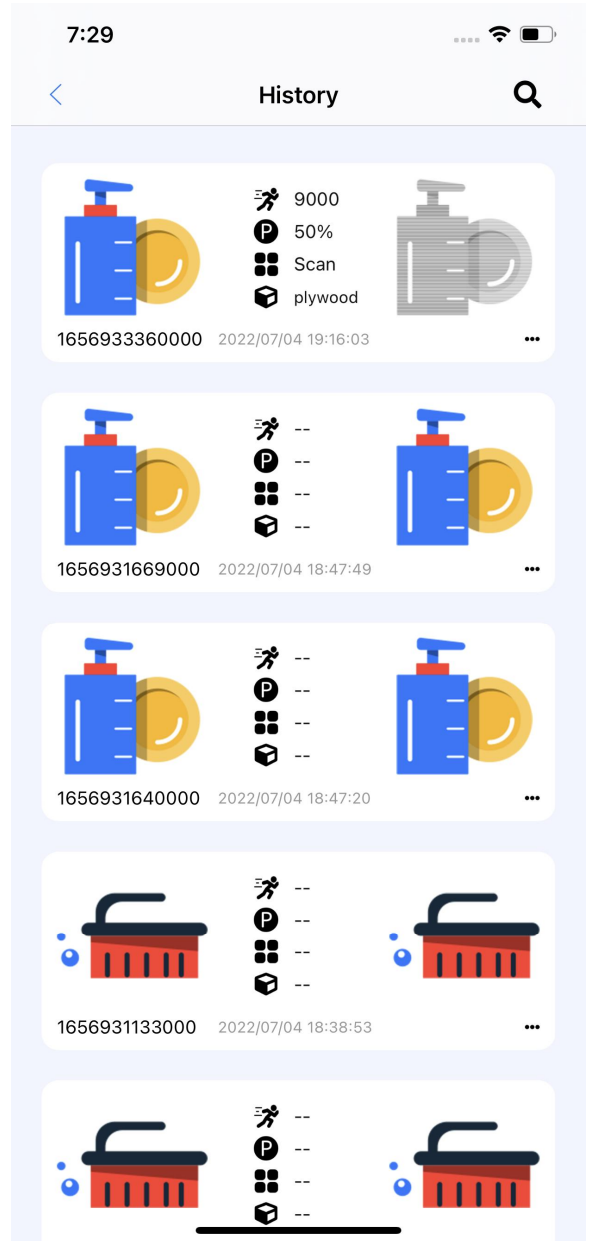 7:29
History
9000
P 50%
Scan
plywood
1656933360000 2022/07/04 19:16:03
--
P --
--
--
1656931669000 2022/07/04 18:47:49
--
P --
--
--
1656931640000 2022/07/04 18:47:20
--
P --
--
--
1656931133000 2022/07/04 18:38:53
--
P --
--
--